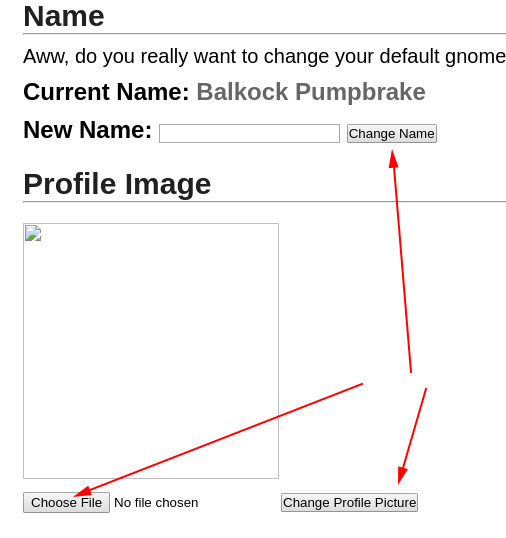 Name
Aww, do you really want to change your default gnome
Current Name: Balkock Pumpbrake
New Name: Change Name
Profile Image
Choose File No file chosen Change Profile Picture